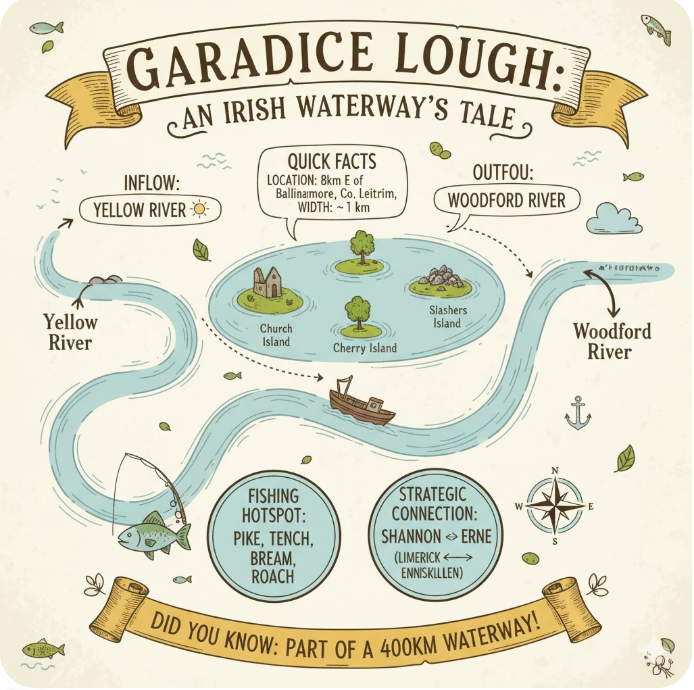 GARADICE LOUGH:
AN IRISH WATERWAY'S TALE
INFLOW:
YELLOW RIVER
QUICK FACTS
LOCATION: 8km E of
Ballinamore, Co, Leitrim,
WIDTH: ~ 1 km
OUTFOU:
WOODFORD RIVER
Yellow
River
Church
Island
Cherry Island
Slashers
Island
Woodford
River
FISHING
HOTSPOT:
PIKE, TENCH,
BREAM,
ROACH
STRATEGIC
CONNECTION:
SHANNON <-> ERNE
(LIMERICK <->
ENNISKILLEN)
N
W E
S
DID YOU KNOW: PART OF A 400KM WATERWAY!